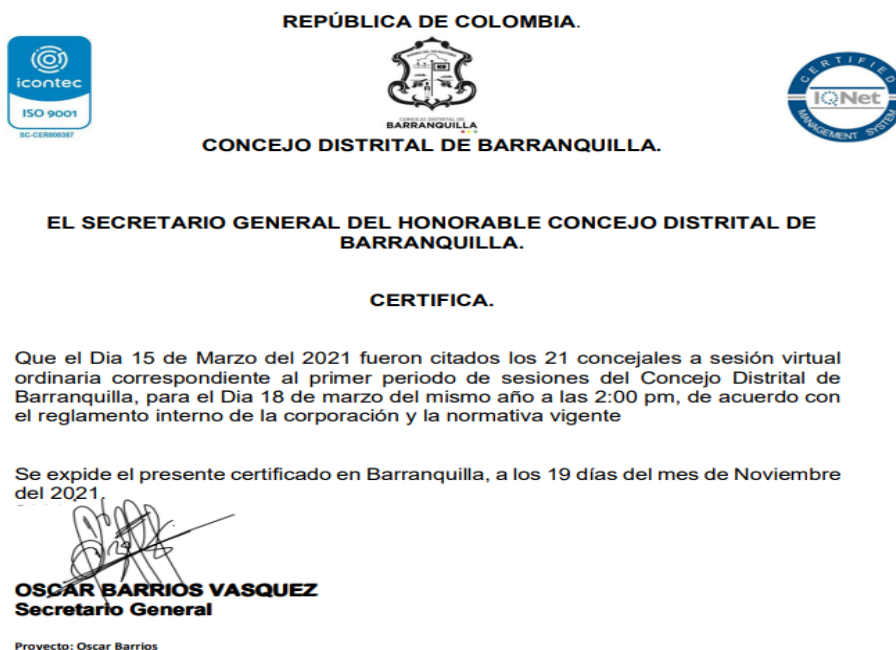 REPÚBLICA DE COLOMBIA.
icontec
ISO 9001
SC-CER808387
CONCEJO DISTRITAL DE
BARRANQUILLA
CERTIFIED
IQNet
MANAGEMENT SYSTEM
CONCEJO DISTRITAL DE BARRANQUILLA.
EL SECRETARIO GENERAL DEL HONORABLE CONCEJO DISTRITAL DE
BARRANQUILLA.
CERTIFICA.
Que el Dia 15 de Marzo del 2021 fueron citados los 21 concejales a sesión virtual
ordinaria correspondiente al primer periodo de sesiones del Concejo Distrital de
Barranquilla, para el Dia 18 de marzo del mismo año a las 2:00 pm, de acuerdo con
el reglamento interno de la corporación y la normativa vigente
Se expide el presente certificado en Barranquilla, a los 19 días del mes de Noviembre
del 2021.
OSCAR BARRIOS VASQUEZ
Secretario General
Proyecto: Oscar Barrios